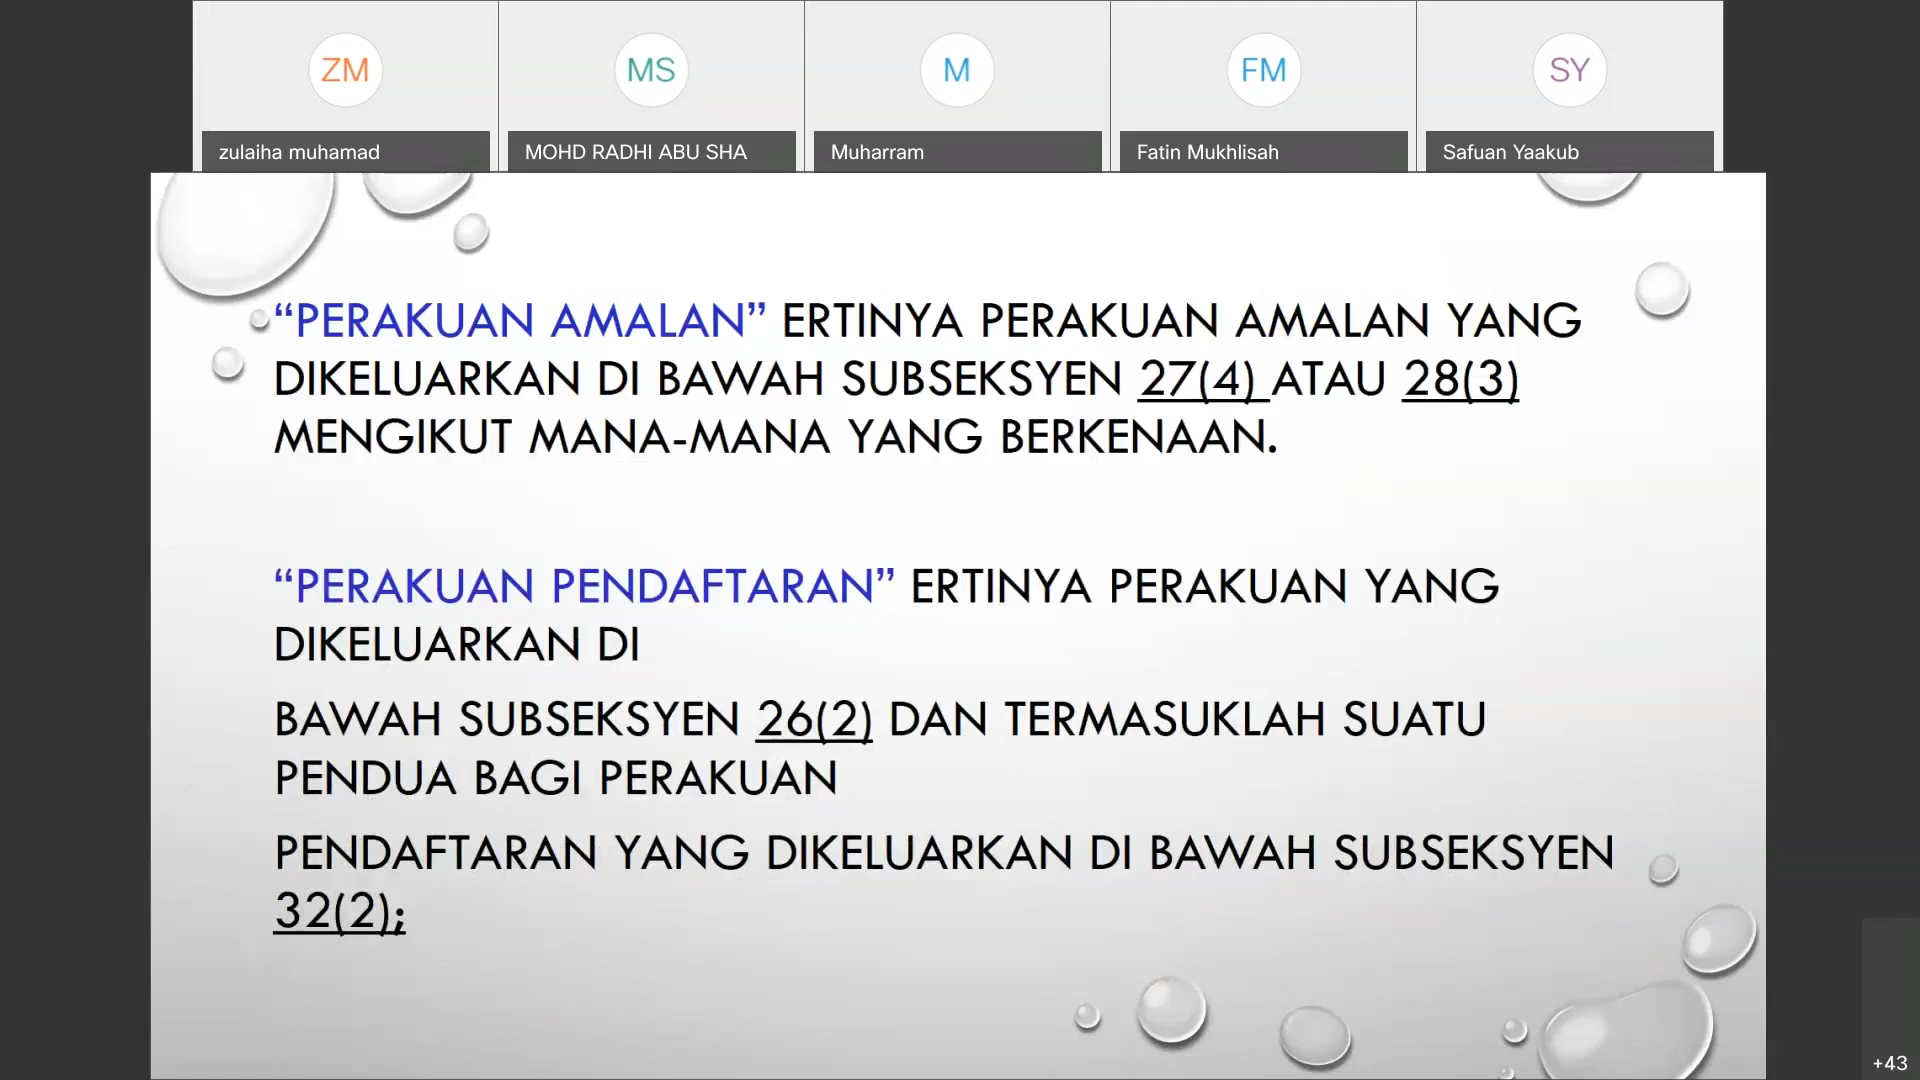 ZM
MS
M
FM
SY
zulaiha muhamad
MOHD RADHI ABU SHA
Muharram
Fatin Mukhlisah
Safuan Yaakub
“PERAKUAN AMALAN” ERTINYA PERAKUAN AMALAN YANG
DIKELUARKAN DI BAWAH SUBSEKSYEN 27(4) ATAU 28(3)
MENGIKUT MANA-MANA YANG BERKENAAN.
“PERAKUAN PENDAFTARAN” ERTINYA PERAKUAN YANG
DIKELUARKAN DI
BAWAH SUBSEKSYEN 26(2) DAN TERMASUKLAH SUATU
PENDUA BAGI PERAKUAN
PENDAFTARAN YANG DIKELUARKAN DI BAWAH SUBSEKSYEN
32(2);
+43